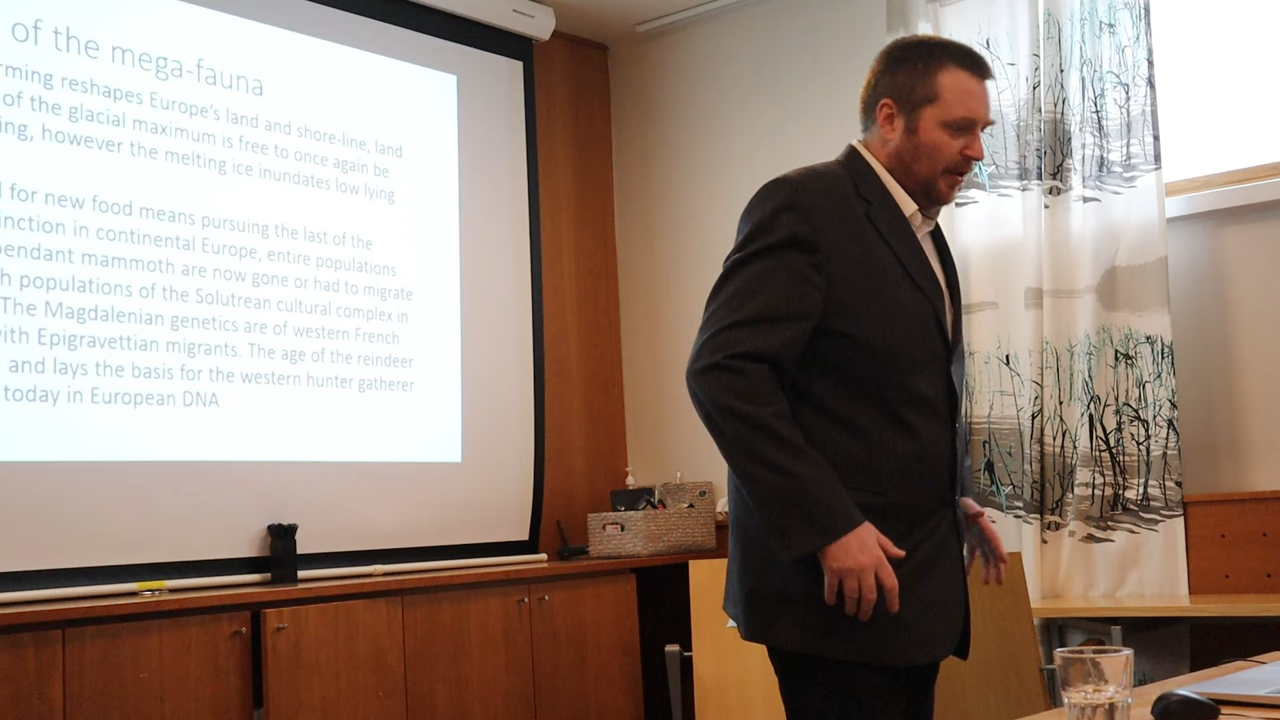 of the mega-fauna
rming reshapes Europe's land and shore-line, land
of the glacial maximum is free to once again be
ing, however the melting ice inundates low lying
for new food means pursuing the last of the
inction in continental Europe, entire populations
pendant mammoth are now gone or had to migrate
h populations of the Solutrean cultural complex in
The Magdalenian genetics are of western French
with Epigravettian migrants. The age of the reindeer
and lays the basis for the western hunter gatherer
today in European DNA